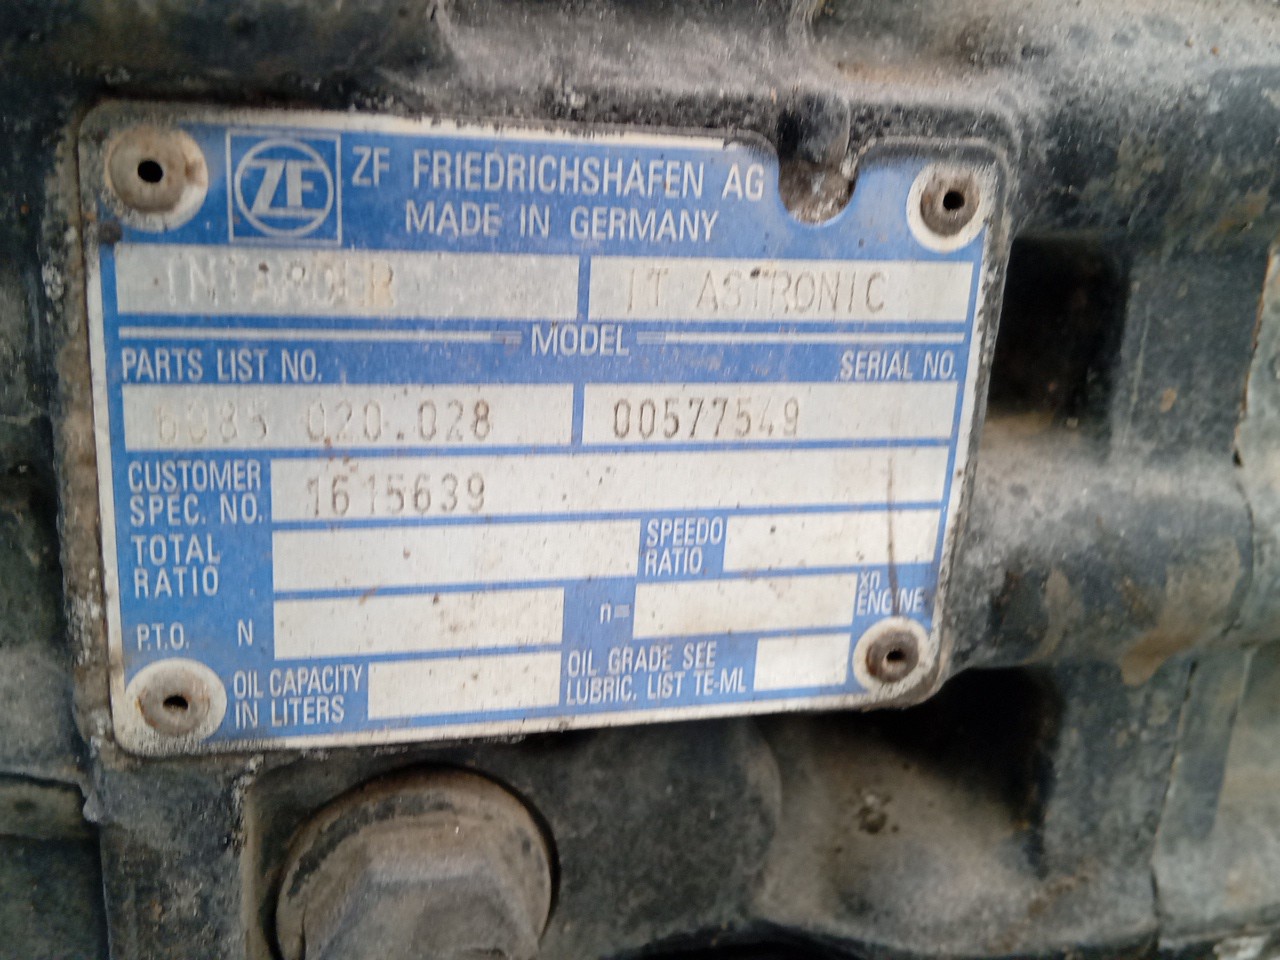 ZF ZF FRIEDRICHSHAFEN AG
MADE IN GERMANY
INTARDER IT ASTRONIC
MODEL
PARTS LIST NO. SERIAL NO.
6085 020.028 00577549
CUSTOMER SPEC. NO. 1615639
TOTAL RATIO SPEEDO RATIO
P.T.O. N n= xn ENGINE
OIL CAPACITY IN LITERS OIL GRADE SEE LUBRIC. LIST TE-ML